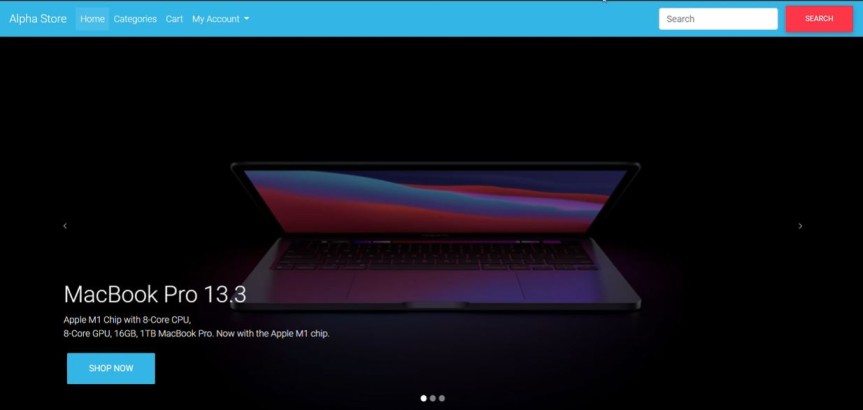 Alpha Store Home Categories Cart My Account Search SEARCH
MacBook Pro 13.3
Apple M1 Chip with 8-Core CPU,
8-Core GPU, 16GB, 1TB MacBook Pro. Now with the Apple M1 chip.
SHOP NOW